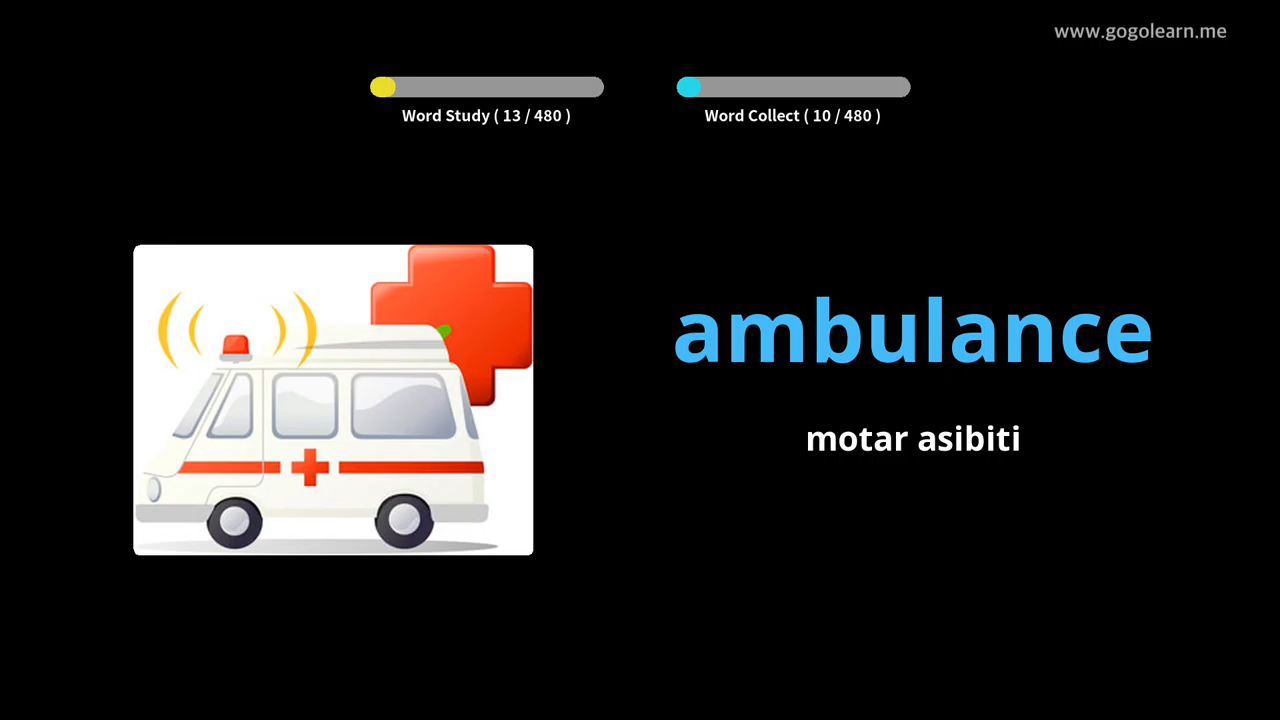 www.gogolearn.me
Word Study ( 13 / 480 )
Word Collect ( 10 / 480 )
ambulance
motar asibiti